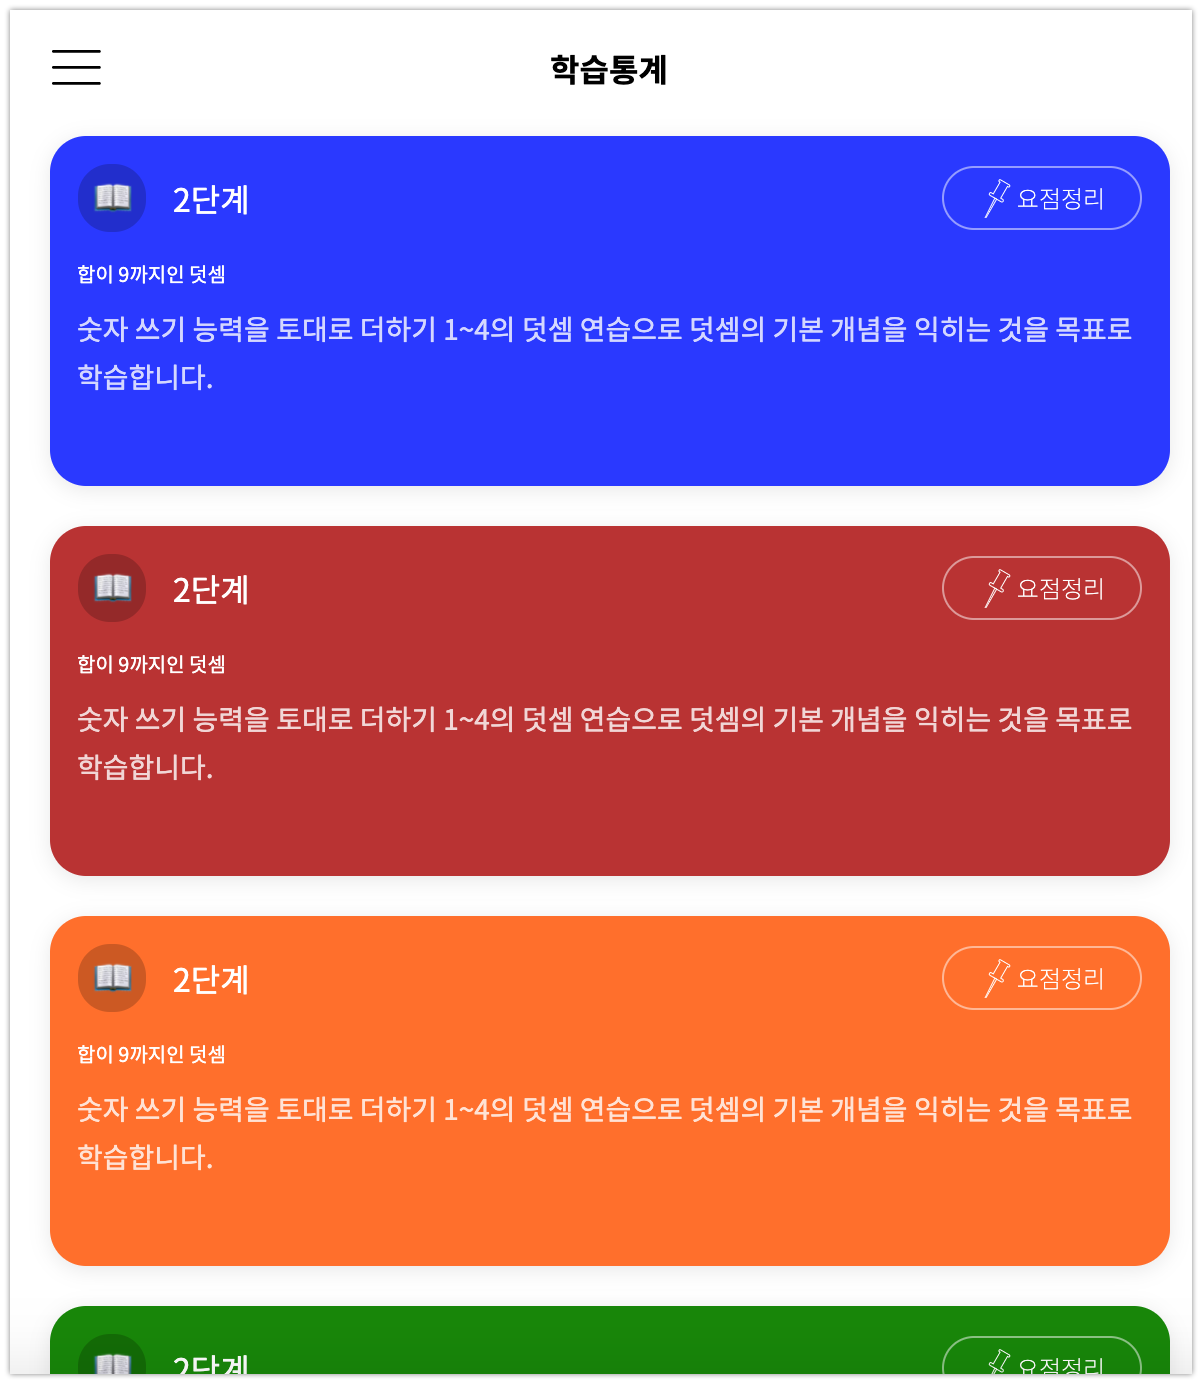 학습통계
2단계
요점정리
합이 9까지인 덧셈
숫자 쓰기 능력을 토대로 더하기 1~4의 덧셈 연습으로 덧셈의 기본 개념을 익히는 것을 목표로
학습합니다.
2단계
요점정리
합이 9까지인 덧셈
숫자 쓰기 능력을 토대로 더하기 1~4의 덧셈 연습으로 덧셈의 기본 개념을 익히는 것을 목표로
학습합니다.
2단계
요점정리
합이 9까지인 덧셈
숫자 쓰기 능력을 토대로 더하기 1~4의 덧셈 연습으로 덧셈의 기본 개념을 익히는 것을 목표로
학습합니다.
2단계
요점정리